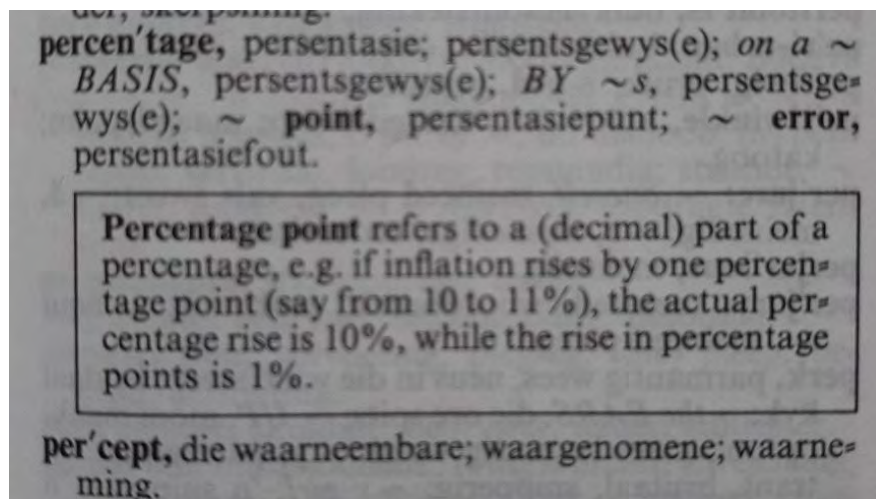 der, skerpsinnig.
percen'tage, persentasie; persentsgewys(e); on a ~
BASIS, persentsgewys(e); BY ~s, persentsge=
wys(e); ~ point, persentasiepunt; ~ error,
persentasiefout.
Percentage point refers to a (decimal) part of a
percentage, e.g. if inflation rises by one percen=
tage point (say from 10 to 11%), the actual per=
centage rise is 10%, while the rise in percentage
points is 1%.
per'cept, die waarneembare; waargenomene; waarne=
ming.